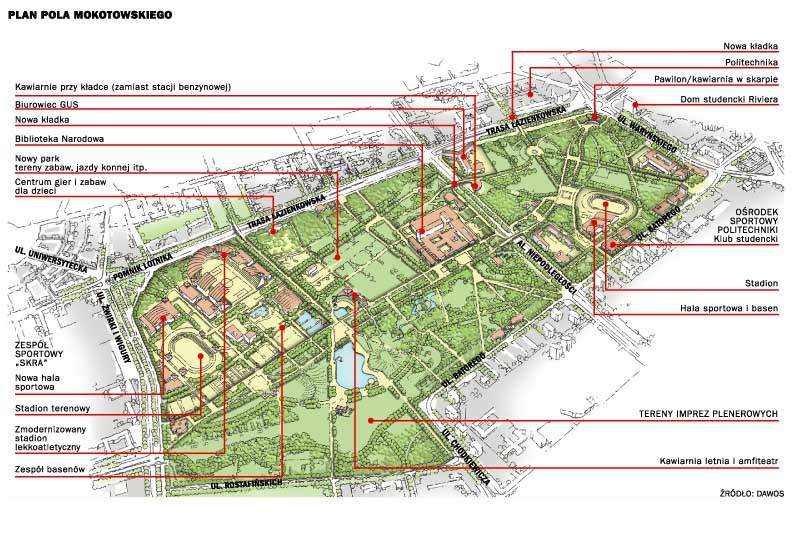 PLAN POLA MOKOTOWSKIEGO
Nowa kładka
Politechnika
Pawilon/kawiarnia w skarpie
Dom studencki Riviera
Kawiarnie przy kładce (zamiast stacji benzynowej)
Biurowiec GUS
Nowa kładka
Biblioteka Narodowa
Nowy park
tereny zabaw, jazdy konnej itp.
Centrum gier i zabaw
dla dzieci
TRASA ŁAZIENKOWSKA
UL. WARYŃSKIEGO
TRASA ŁAZIENKOWSKA
UL. UNIWERSYTECKA
POMNIK LOTNIKA
UL. ŻWIRKI I WIGURY
AL. NIEPODLEGŁOŚCI
UL. BATOREGO
OŚRODEK
SPORTOWY
POLITECHNIKI
Klub studencki
Stadion
Hala sportowa i basen
ZESPÓŁ
SPORTOWY
„SKRA”
Nowa hala
sportowa
Stadion terenowy
Zmodernizowany
stadion
lekkoatletyczny
Zespół basenów
UL. BATOREGO
UL. CHODKIEWICZA
UL. ROSTAFIŃSKICH
TERENY IMPREZ PLENEROWYCH
Kawiarnia letnia i amfiteatr
ŹRÓDŁO: DAWOS